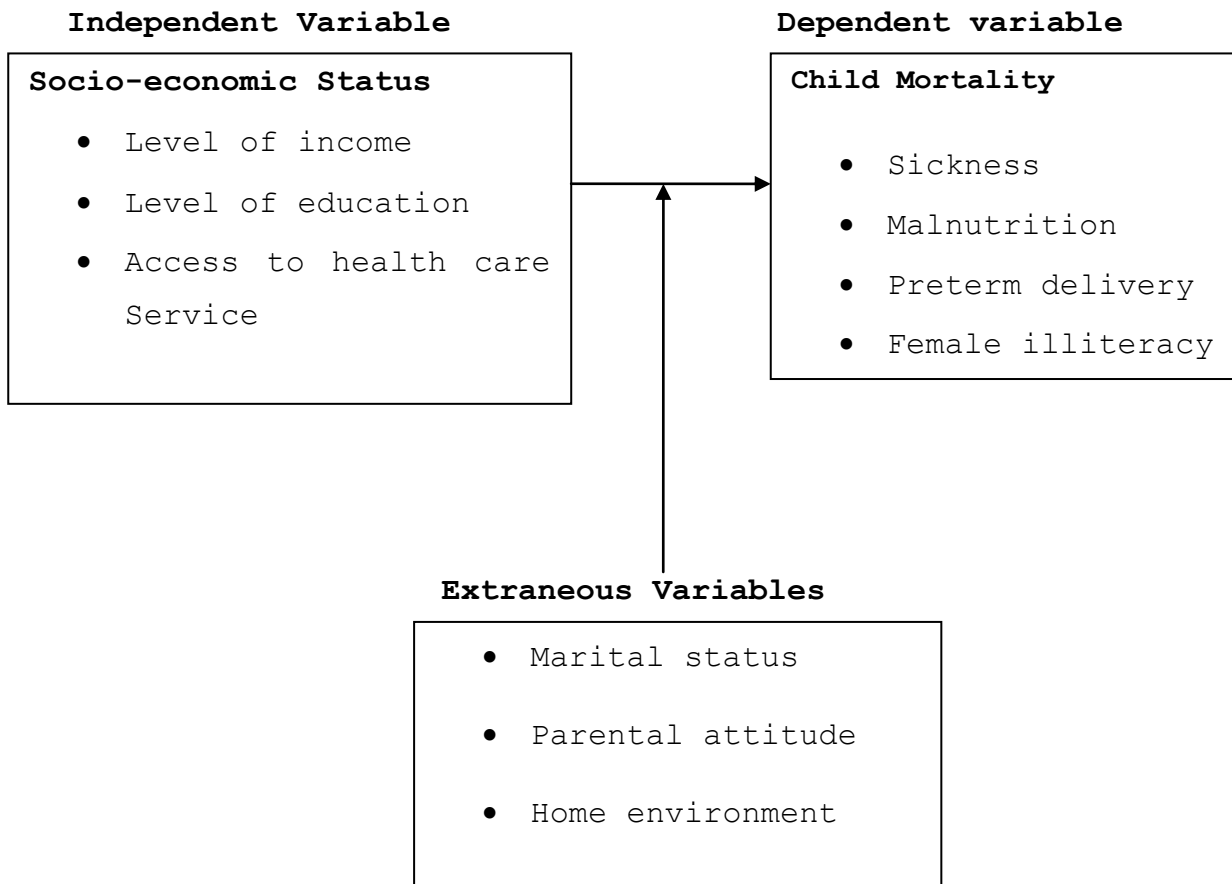 Independent Variable
Socio-economic Status
• Level of income
• Level of education
• Access to health care
Service
Dependent variable
Child Mortality
• Sickness
• Malnutrition
• Preterm delivery
• Female illiteracy
Extraneous Variables
• Marital status
• Parental attitude
• Home environment